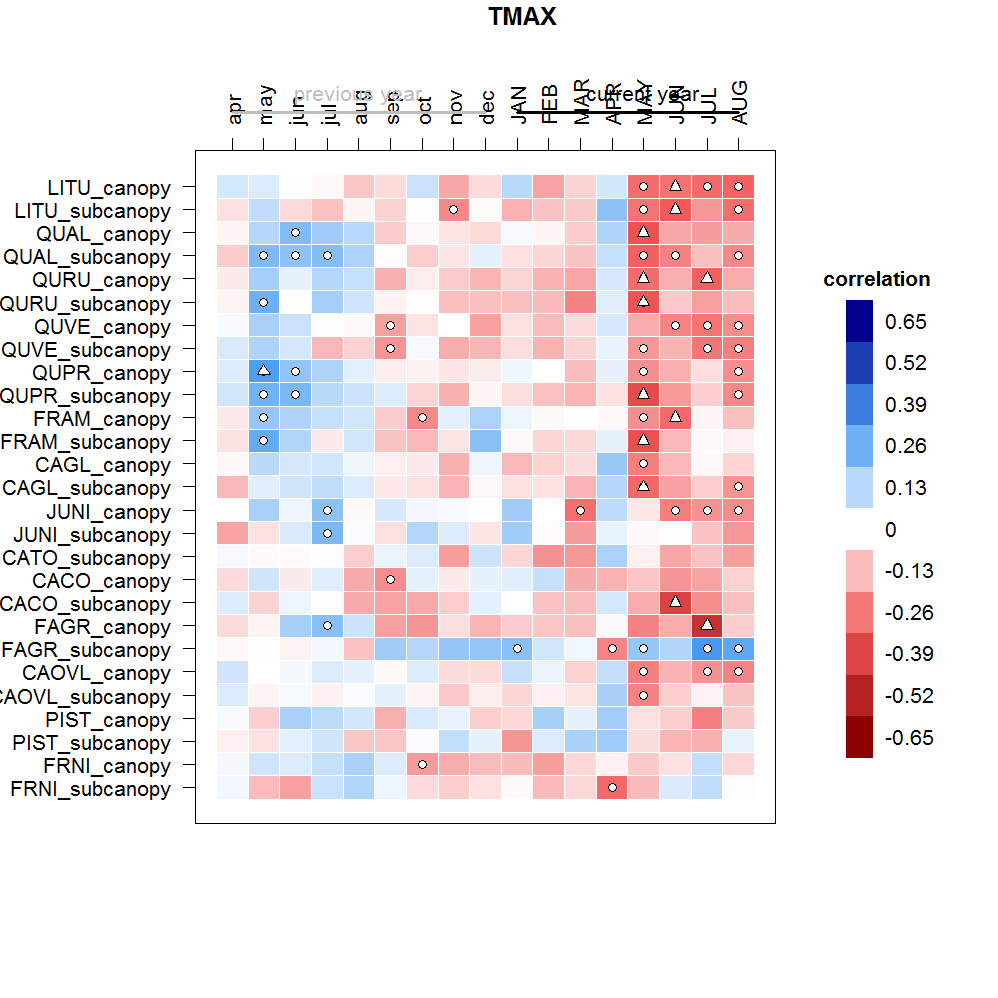 TMAX
previous year
current year
apr
may
jun
jul
aug
sep
oct
nov
dec
JAN
FEB
MAR
APR
MAY
JUN
JUL
AUG
LITU_canopy
LITU_subcanopy
QUAL_canopy
QUAL_subcanopy
QURU_canopy
QURU_subcanopy
QUVE_canopy
QUVE_subcanopy
QUPR_canopy
QUPR_subcanopy
FRAM_canopy
FRAM_subcanopy
CAGL_canopy
CAGL_subcanopy
JUNI_canopy
JUNI_subcanopy
CATO_subcanopy
CACO_canopy
CACO_subcanopy
FAGR_canopy
FAGR_subcanopy
CAOVL_canopy
CAOVL_subcanopy
PIST_canopy
PIST_subcanopy
FRNI_canopy
FRNI_subcanopy
correlation
0.65
0.52
0.39
0.26
0.13
0
-0.13
-0.26
-0.39
-0.52
-0.65